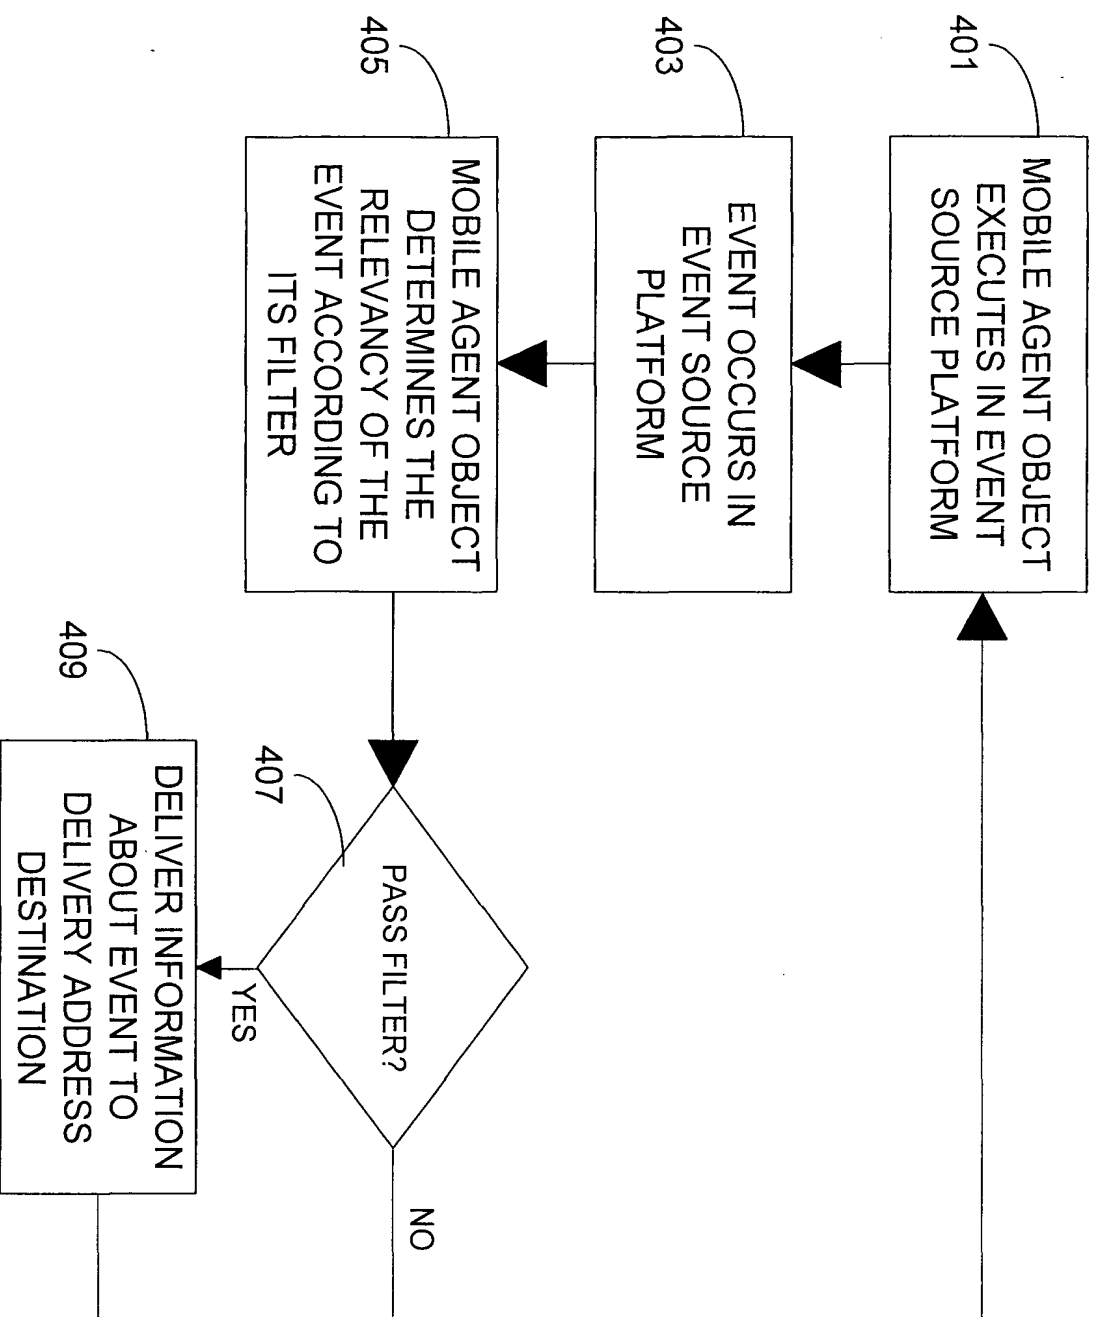 401
MOBILE AGENT OBJECT
EXECUTES IN EVENT
SOURCE PLATFORM
403
EVENT OCCURS IN
EVENT SOURCE
PLATFORM
405
MOBILE AGENT OBJECT
DETERMINES THE
RELEVANCY OF THE
EVENT ACCORDING TO
ITS FILTER
407
PASS FILTER?
NO
YES
409
DELIVER INFORMATION
ABOUT EVENT TO
DELIVERY ADDRESS
DESTINATION